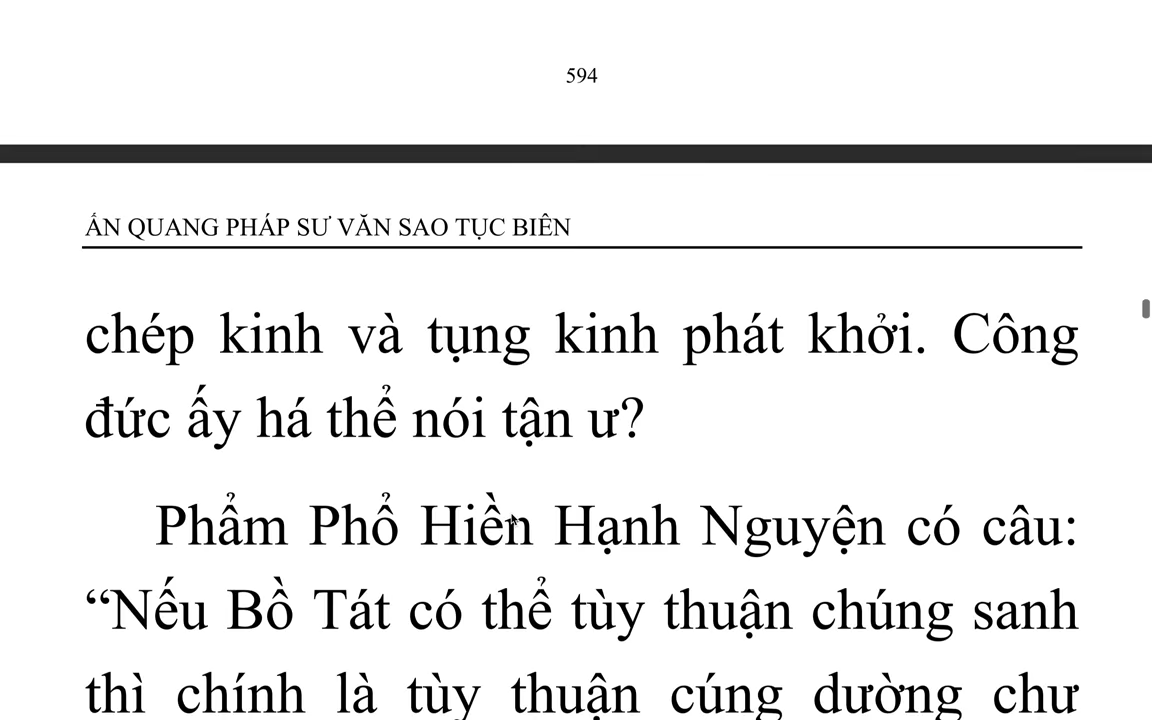 594
ẤN QUANG PHÁP SƯ VĂN SAO TỤC BIÊN
chép kinh và tụng kinh phát khởi. Công
đức ấy há thể nói tận ư?
Phẩm Phổ Hiền Hạnh Nguyện có câu:
“Nếu Bồ Tát có thể tùy thuận chúng sanh
thì chính là tùy thuận cúng dường chư